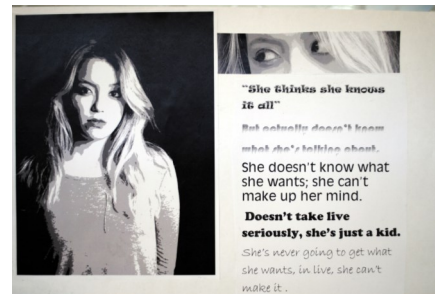 “She thinks she knows
it all“
But actually doesn't know
what she's talking about.
She doesn't know what
she wants; she can't
make up her mind.
Doesn't take live
seriously, she's just a kid.
She's never going to get what
she wants, in live, she can't
make it .